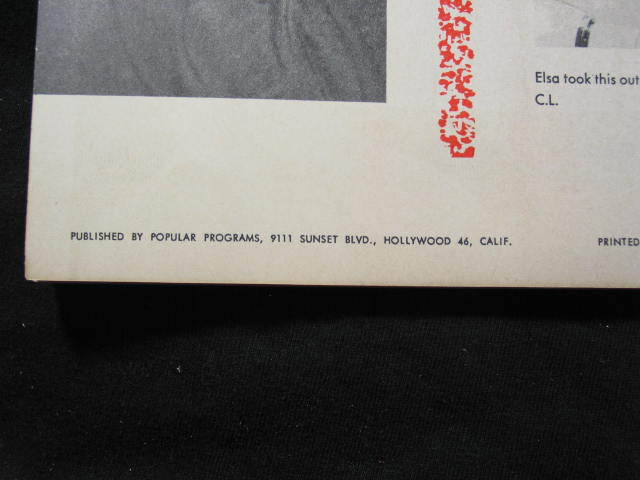 Elsa took this out
C.L.
PUBLISHED BY POPULAR PROGRAMS, 9111 SUNSET BLVD., HOLLYWOOD 46, CALIF.
PRINTED